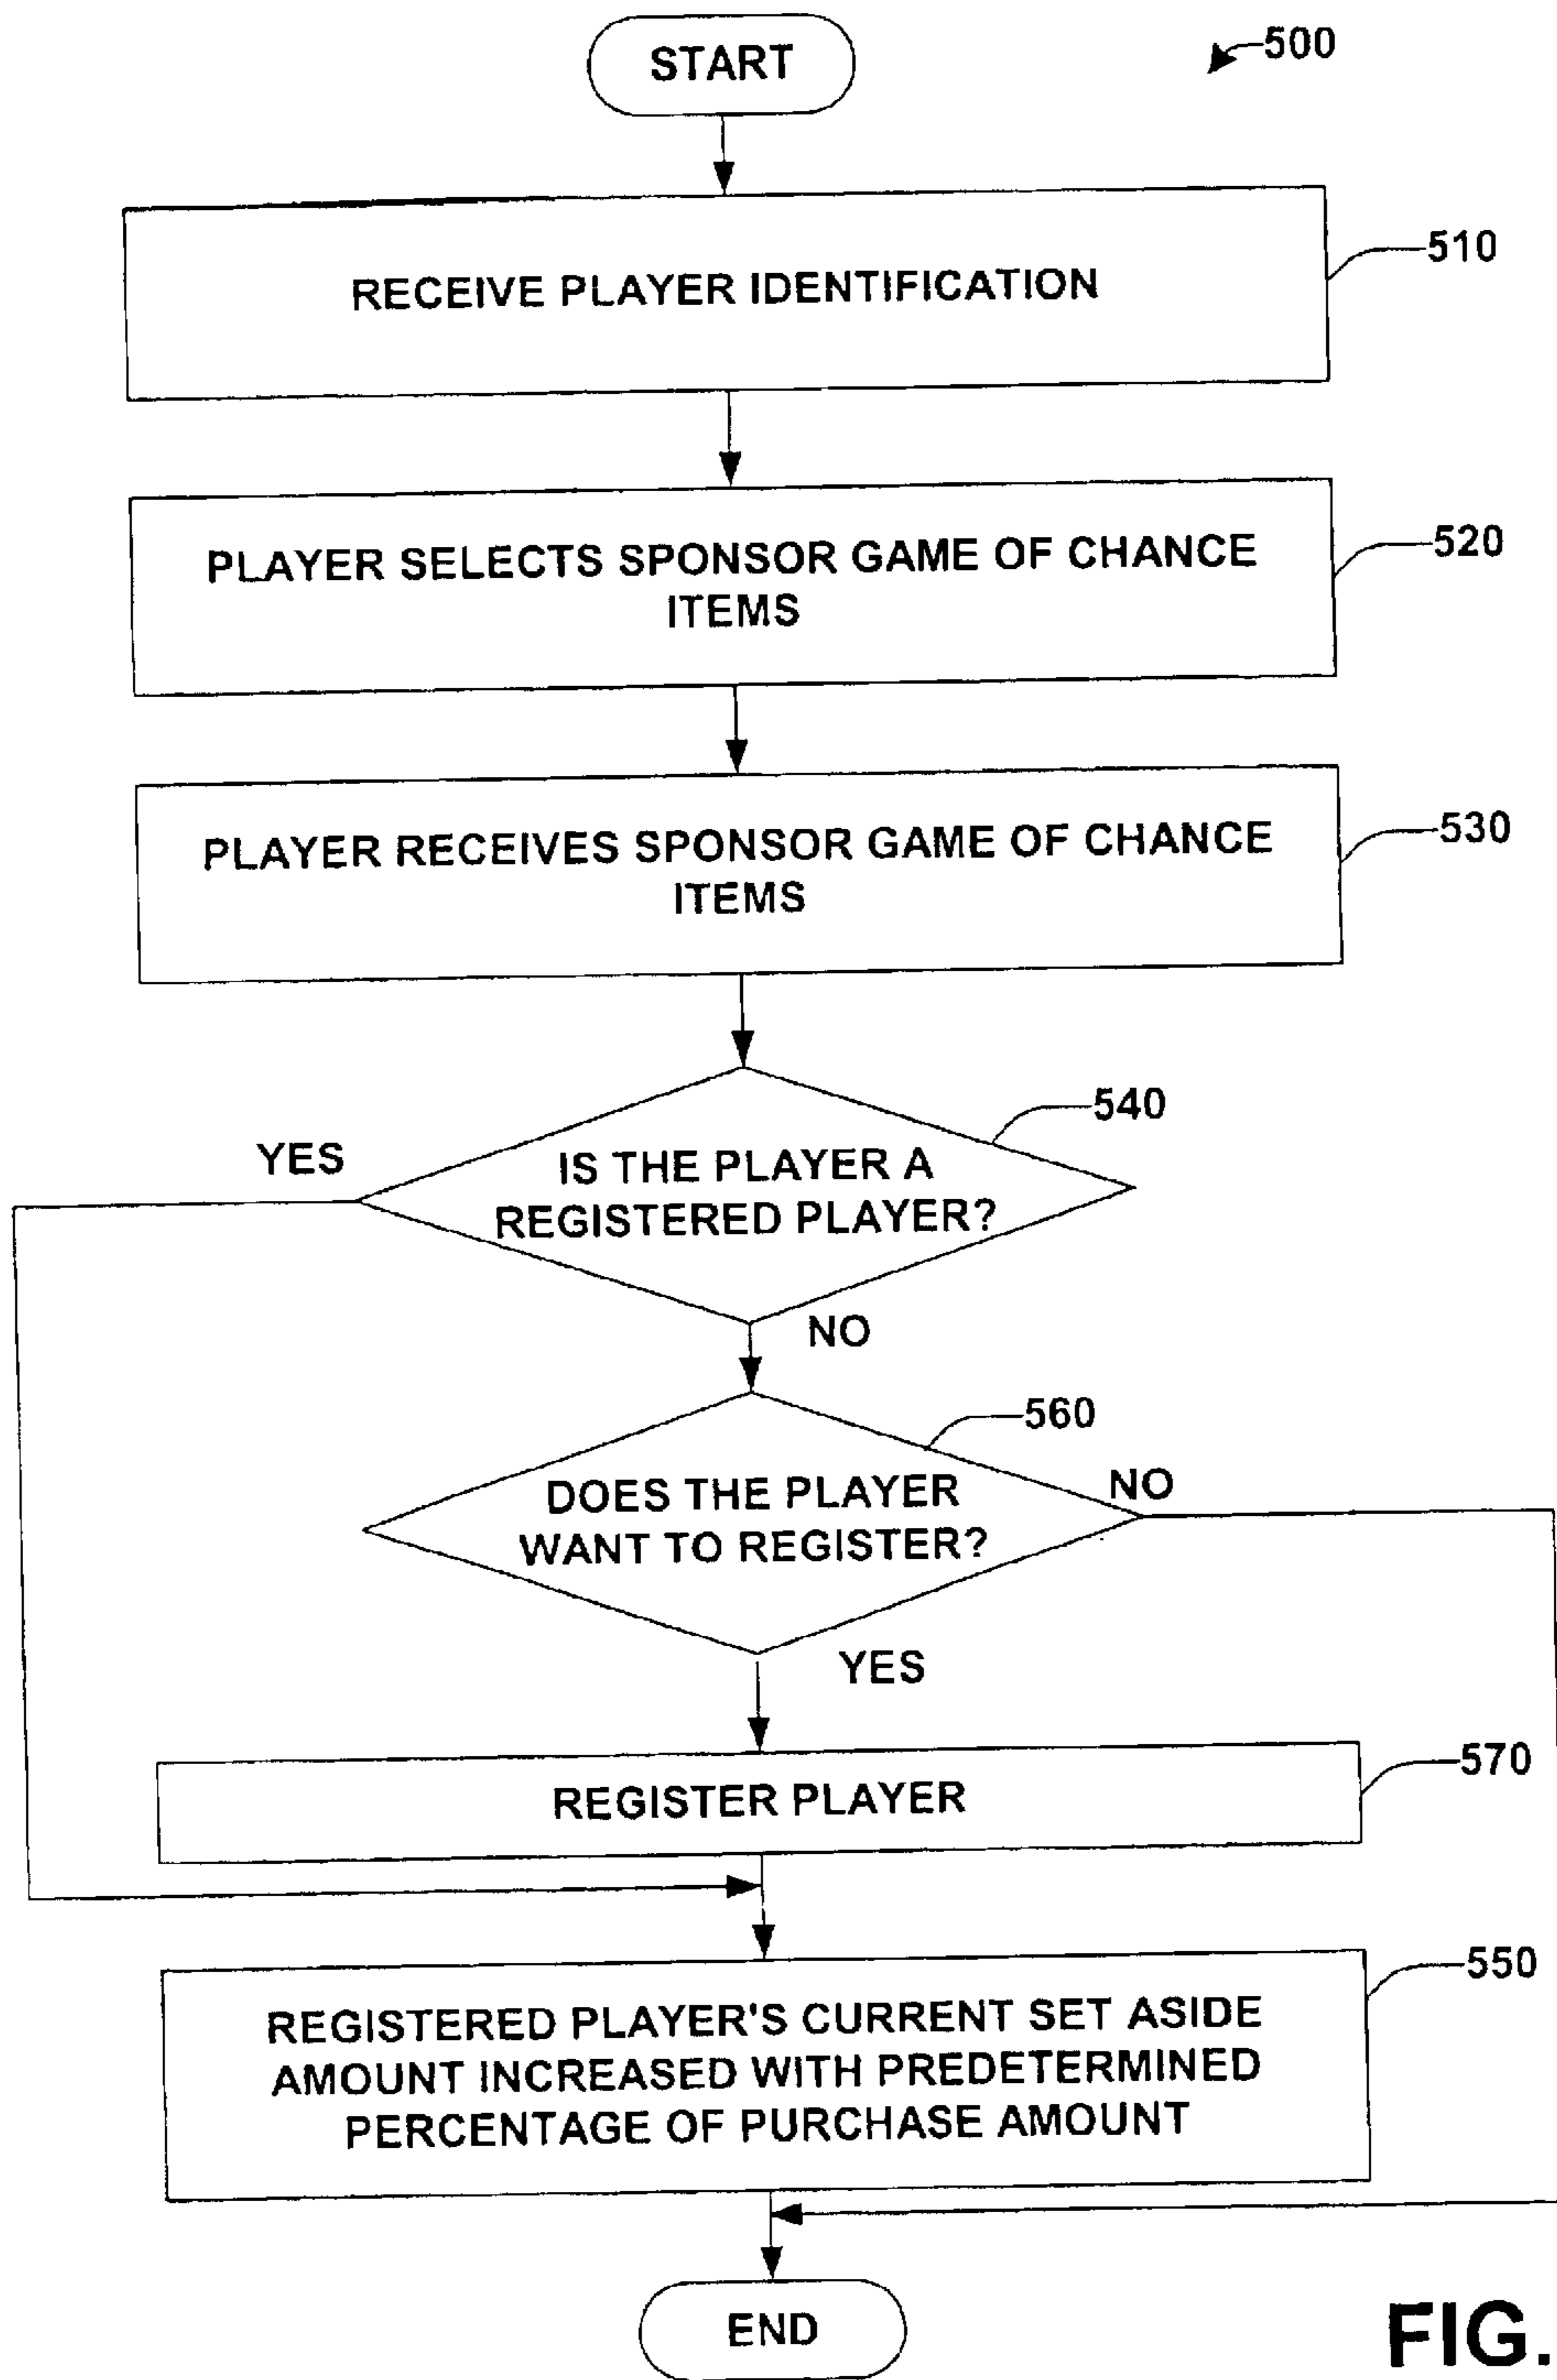 START
500
RECEIVE PLAYER IDENTIFICATION
510
PLAYER SELECTS SPONSOR GAME OF CHANCE
ITEMS
520
PLAYER RECEIVES SPONSOR GAME OF CHANCE
ITEMS
530
540
YES
IS THE PLAYER A
REGISTERED PLAYER?
NO
560
DOES THE PLAYER
WANT TO REGISTER?
NO
YES
570
REGISTER PLAYER
550
REGISTERED PLAYER'S CURRENT SET ASIDE
AMOUNT INCREASED WITH PREDETERMINED
PERCENTAGE OF PURCHASE AMOUNT
END
FIG.